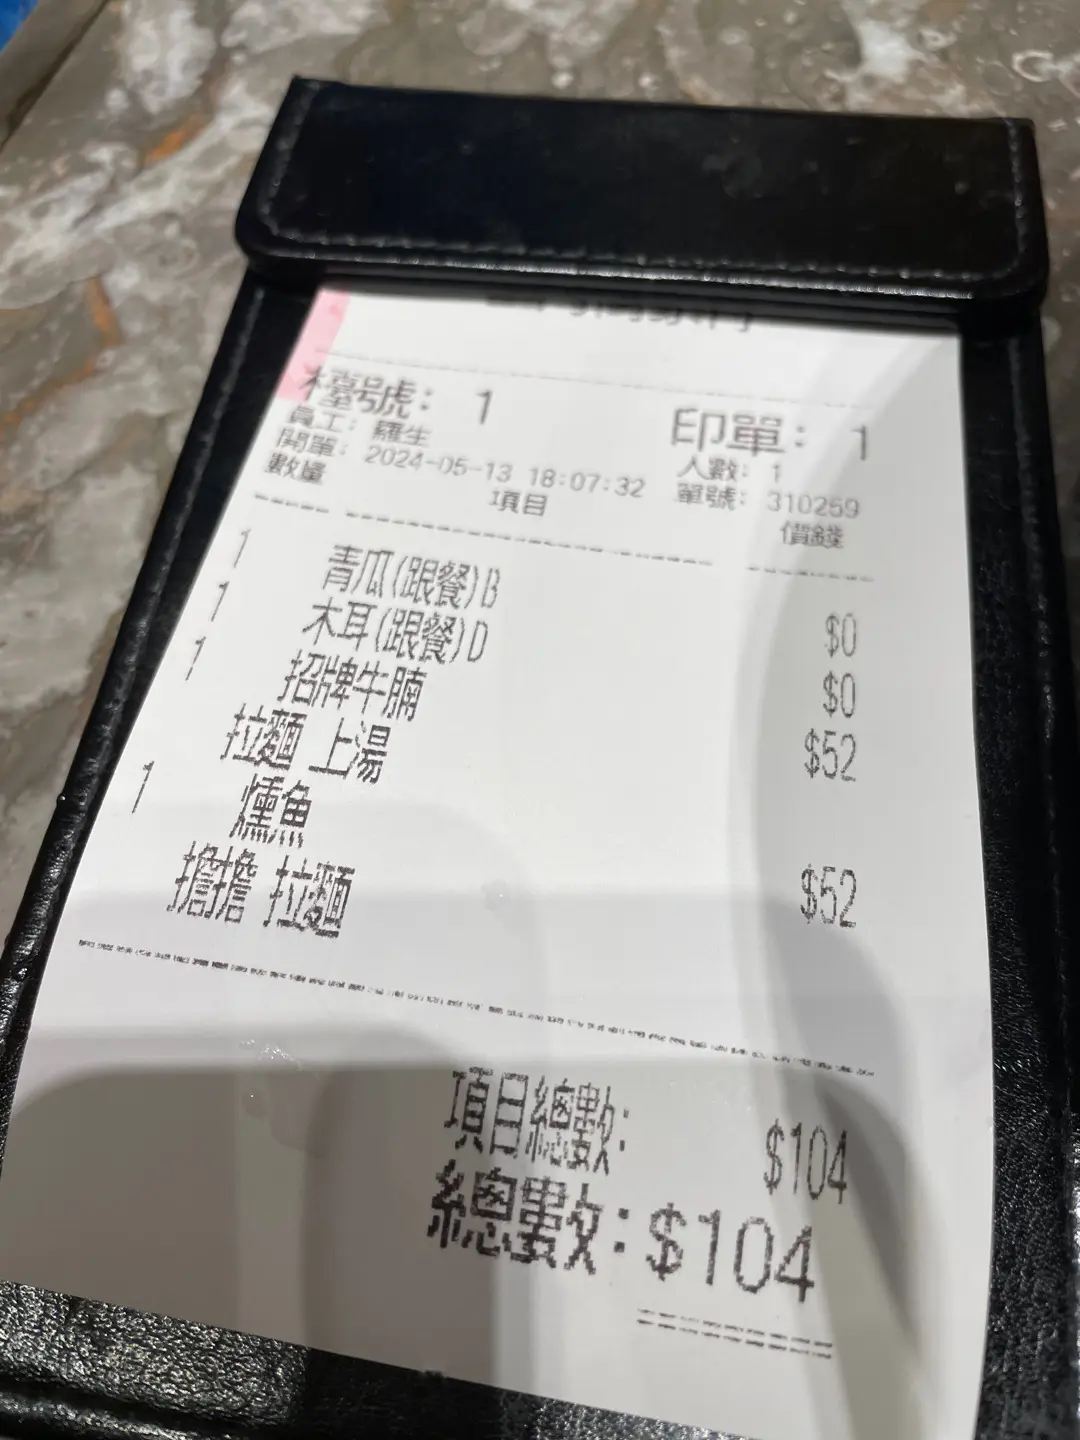 檯號: 1 印單: 1
員工: 羅生 人數: 1
開單: 2024-05-13 18:07:32 單號: 310259
數量 項目 價錢
1 青瓜(跟餐)B $0
1 木耳(跟餐)D $0
1 招牌牛腩 $52
拉麵 上湯
1 燻魚
擔擔 拉麵 $52
項目總數: $104
總數: $104